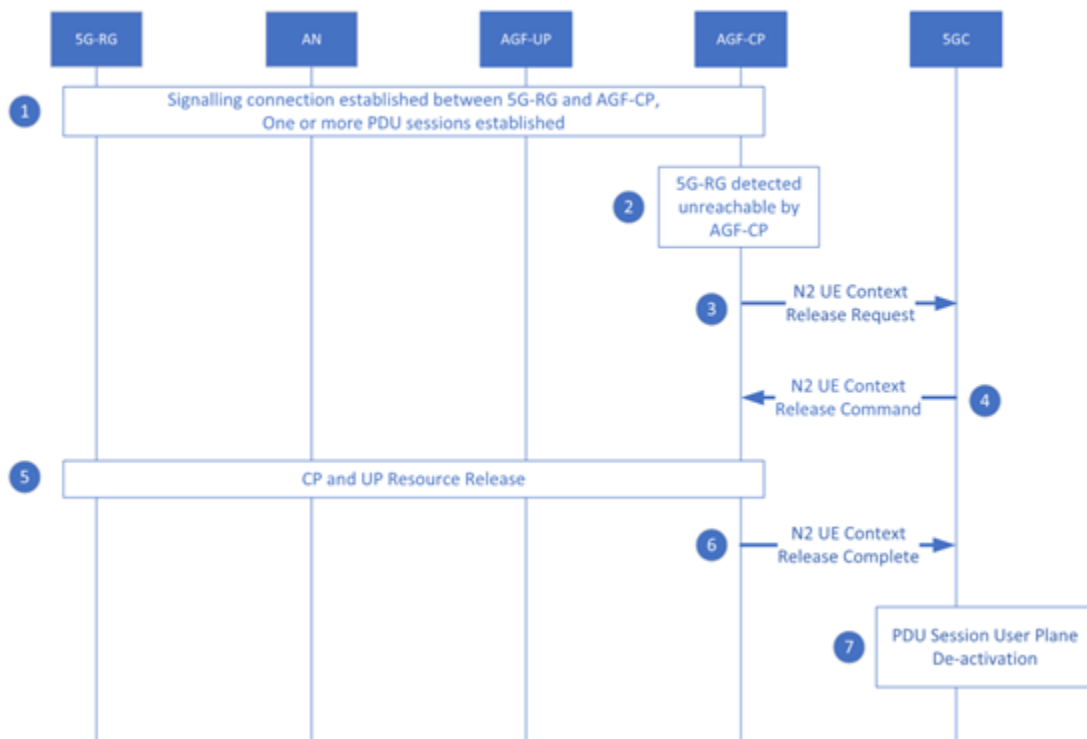 5G-RG
AN
AGF-UP
AGF-CP
5GC
1
Signalling connection established between 5G-RG and AGF-CP,
One or more PDU sessions established
2
5G-RG detected
unreachable by
AGF-CP
3
N2 UE Context
Release Request
N2 UE Context
Release Command
4
5
CP and UP Resource Release
6
N2 UE Context
Release Complete
7
PDU Session User Plane
De-activation